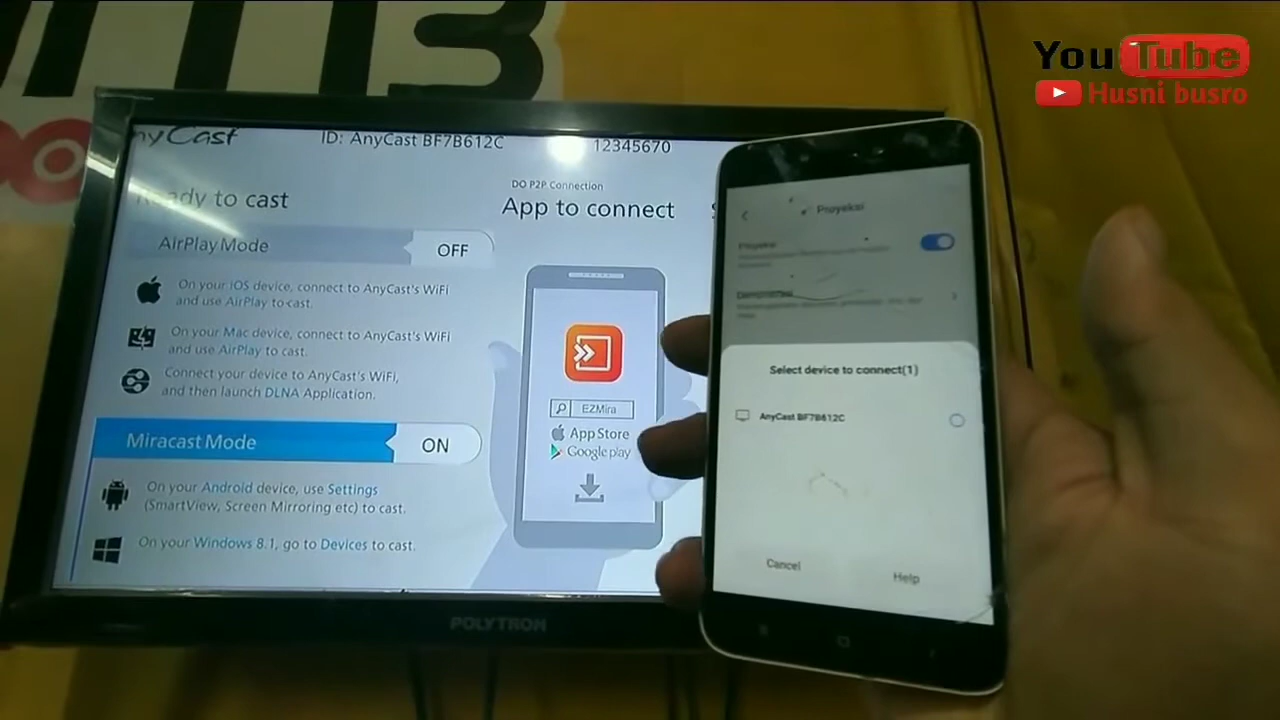 YouTube
Husni busro
nyCast
ID: AnyCast BF7B612C
12345670
Ready to cast
DO P2P Connection
App to connect
AirPlay Mode
OFF
On your iOS device, connect to AnyCast's WiFi
and use AirPlay to cast.
On your Mac device, connect to AnyCast's WiFi
and use AirPlay to cast.
Connect your device to AnyCast's WiFi,
and then launch DLNA Application.
Miracast Mode
ON
On your Android device, use Settings
(SmartView, Screen Mirroring etc) to cast.
On your Windows 8.1, go to Devices to cast.
EZMira
App Store
Google play
POLYTRON
Proyeksi
Proyeksi
Select device to connect(1)
AnyCast BF7B612C
Cancel
Help